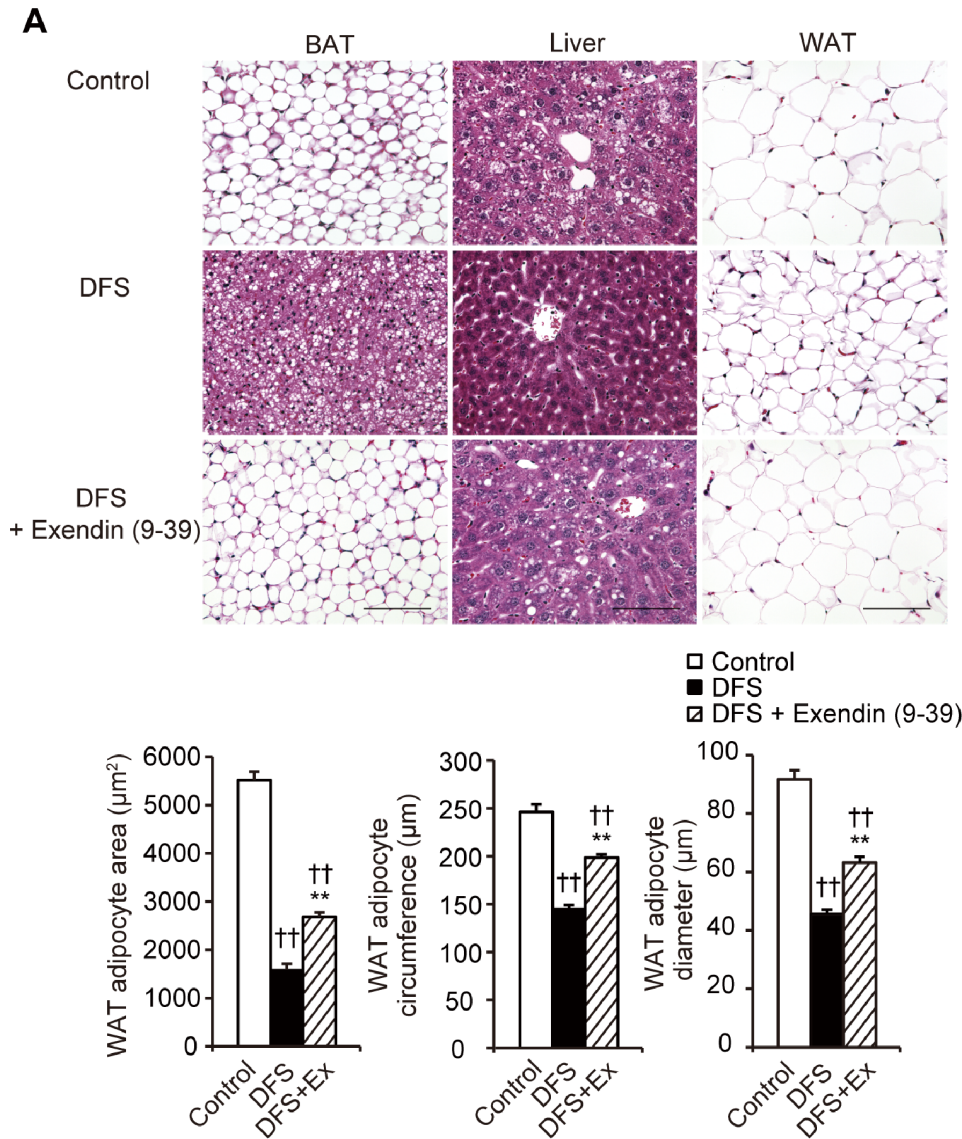 A
BAT Liver WAT
Control
DFS
DFS
+ Exendin (9-39)
Control
DFS
DFS + Exendin (9-39)
WAT adipocyte area (µm²)
6000
5000
4000
3000
2000
1000
0
††
††
**
Control
DFS
DFS+Ex
WAT adipocyte
circumference (µm)
300
250
200
150
100
50
0
††
††
**
Control
DFS
DFS+Ex
WAT adipocyte
diameter (µm)
100
80
60
40
20
0
††
††
**
Control
DFS
DFS+Ex